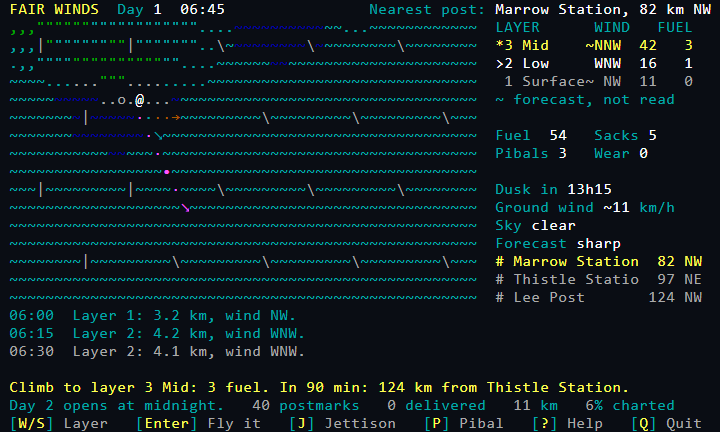 FAIR WINDS  Day 1  06:45  Nearest post: Marrow Station, 82 km NW
LAYER  WIND  FUEL
*3 Mid  ~NNW  42  3
>2 Low  WNW  16  1
1 Surface~  NW  11  0
~ forecast, not read
Fuel  54  Sacks 5
Pibals 3  Wear 0
Dusk in 13h15
Ground wind ~11 km/h
Sky clear
Forecast sharp
# Marrow Station  82 NW
# Thistle Statio  97 NE
# Lee Post  124 NW
06:00  Layer 1: 3.2 km, wind NW.
06:15  Layer 2: 4.2 km, wind WNW.
06:30  Layer 2: 4.1 km, wind WNW.
Climb to layer 3 Mid: 3 fuel. In 90 min: 124 km from Thistle Station.
Day 2 opens at midnight.  40 postmarks  0 delivered  11 km  6% charted
[W/S] Layer  [Enter] Fly it  [J] Jettison  [P] Pibal  [?] Help  [Q] Quit